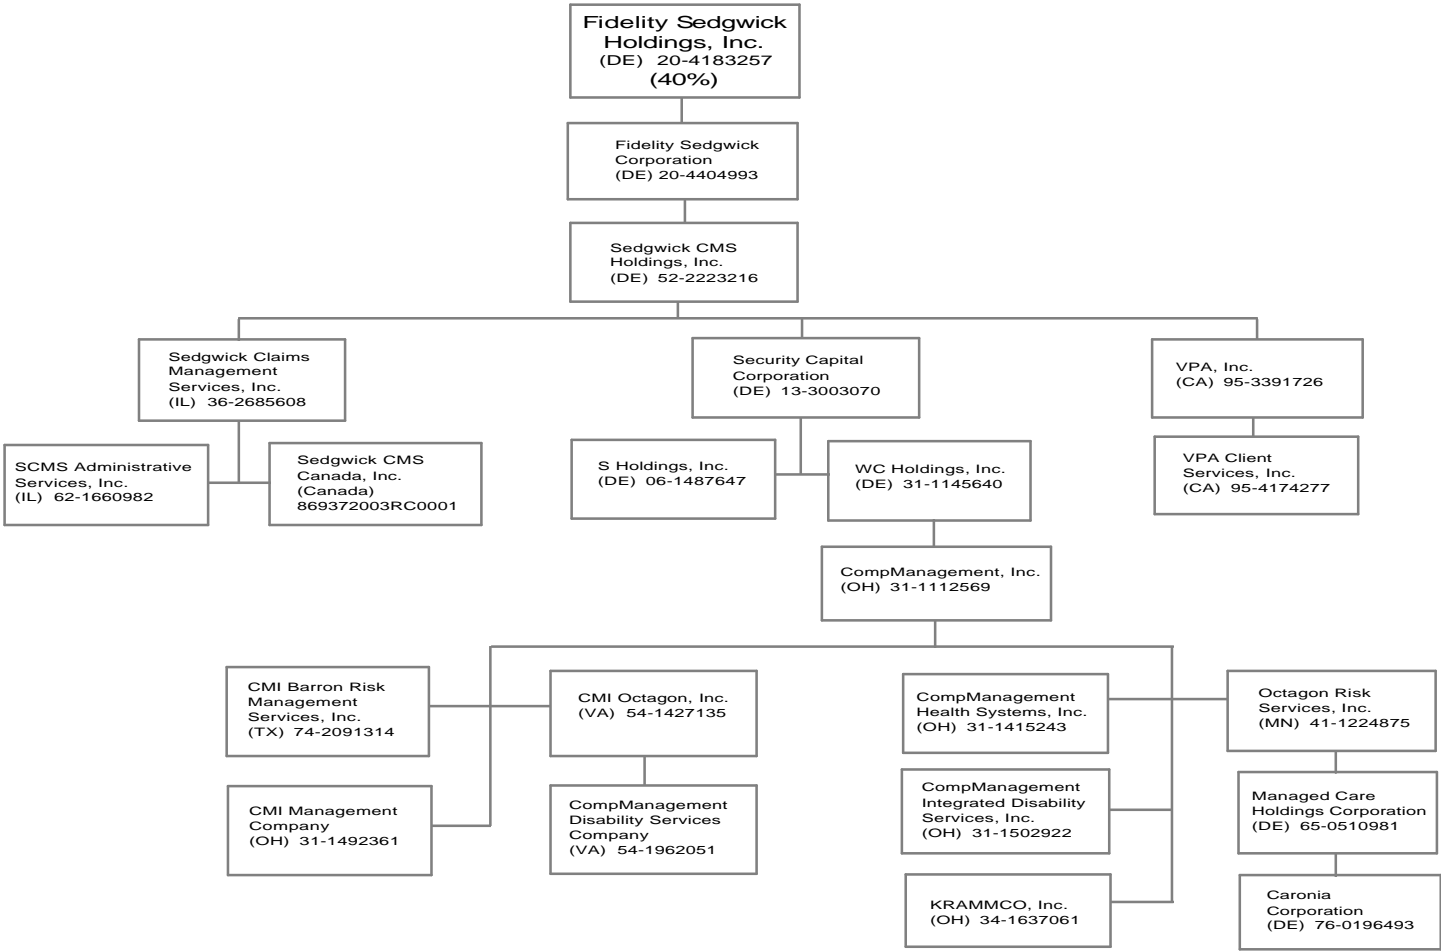 Fidelity Sedgwick
Holdings, Inc.
(DE) 20-4183257
(40%)
Fidelity Sedgwick
Corporation
(DE) 20-4404993
Sedgwick CMS
Holdings, Inc.
(DE) 52-2223216
Sedgwick Claims
Management
Services, Inc.
(IL) 36-2685608
Security Capital
Corporation
(DE) 13-3003070
VPA, Inc.
(CA) 95-3391726
SCMS Administrative
Services, Inc.
(IL) 62-1660982
Sedgwick CMS
Canada, Inc.
(Canada)
869372003RC0001
S Holdings, Inc.
(DE) 06-1487647
WC Holdings, Inc.
(DE) 31-1145640
VPA Client
Services, Inc.
(CA) 95-4174277
CompManagement, Inc.
(OH) 31-1112569
CMI Barron Risk
Management
Services, Inc.
(TX) 74-2091314
CMI Octagon, Inc.
(VA) 54-1427135
CompManagement
Health Systems, Inc.
(OH) 31-1415243
Octagon Risk
Services, Inc.
(MN) 41-1224875
CMI Management
Company
(OH) 31-1492361
CompManagement
Disability Services
Company
(VA) 54-1962051
CompManagement
Integrated Disability
Services, Inc.
(OH) 31-1502922
Managed Care
Holdings Corporation
(DE) 65-0510981
KRAMMCO, Inc.
(OH) 34-1637061
Caronia
Corporation
(DE) 76-0196493